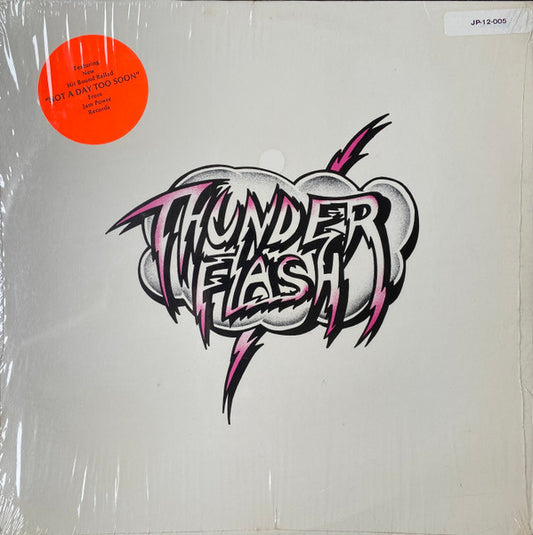 JP-12-005
Featuring
New
Hit Bound Ballad
"NOT A DAY TOO SOON"
From
Jam Power
Records
THUNDER
FLASH